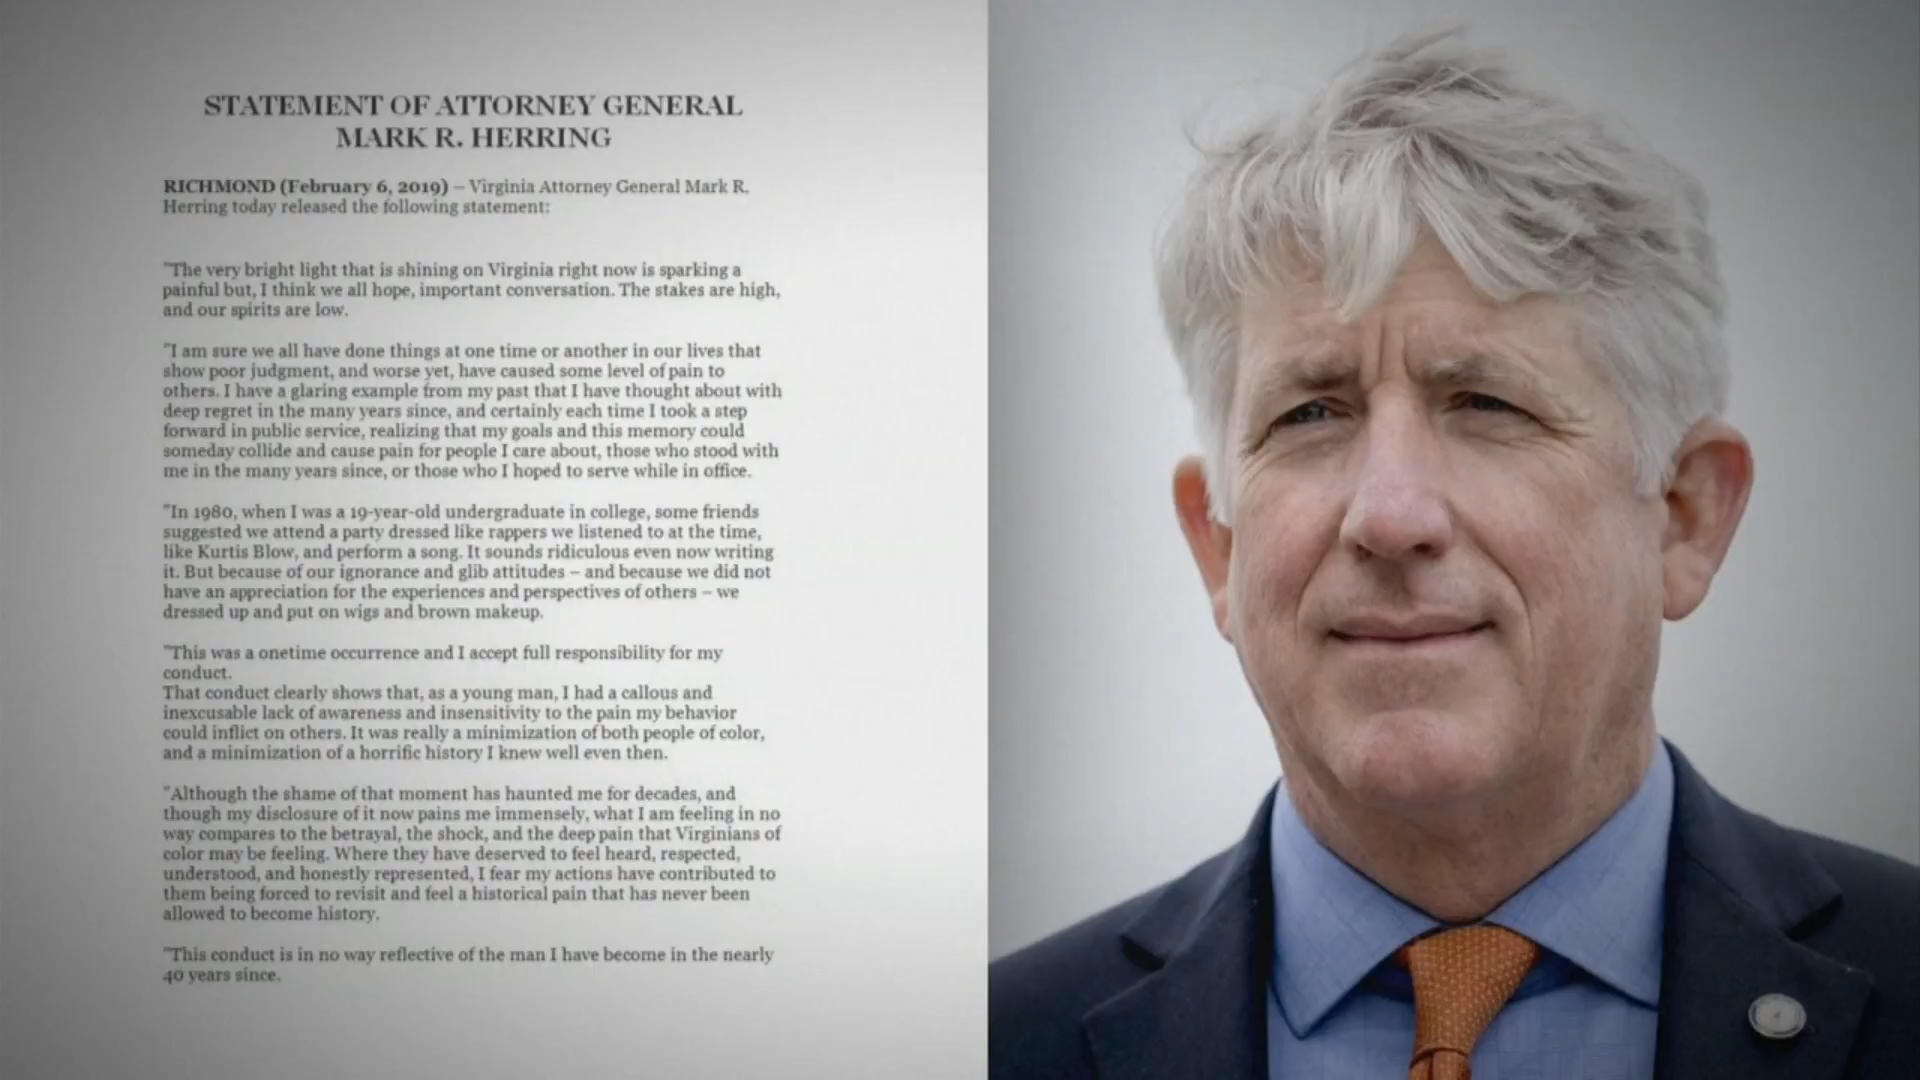 STATEMENT OF ATTORNEY GENERAL
MARK R. HERRING
RICHMOND (February 6, 2019) – Virginia Attorney General Mark R.
Herring today released the following statement:
"The very bright light that is shining on Virginia right now is sparking a
painful but, I think we all hope, important conversation. The stakes are high,
and our spirits are low.
"I am sure we all have done things at one time or another in our lives that
show poor judgment, and worse yet, have caused some level of pain to
others. I have a glaring example from my past that I have thought about with
deep regret in the many years since, and certainly each time I took a step
forward in public service, realizing that my goals and this memory could
someday collide and cause pain for people I care about, those who stood with
me in the many years since, or those who I hoped to serve while in office.
"In 1980, when I was a 19-year-old undergraduate in college, some friends
suggested we attend a party dressed like rappers we listened to at the time,
like Kurtis Blow, and perform a song. It sounds ridiculous even now writing
it. But because of our ignorance and glib attitudes – and because we did not
have an appreciation for the experiences and perspectives of others – we
dressed up and put on wigs and brown makeup.
"This was a onetime occurrence and I accept full responsibility for my
conduct.
That conduct clearly shows that, as a young man, I had a callous and
inexcusable lack of awareness and insensitivity to the pain my behavior
could inflict on others. It was really a minimization of both people of color,
and a minimization of a horrific history I knew well even then.
"Although the shame of that moment has haunted me for decades, and
though my disclosure of it now pains me immensely, what I am feeling in no
way compares to the betrayal, the shock, and the deep pain that Virginians of
color may be feeling. Where they have deserved to feel heard, respected,
understood, and honestly represented, I fear my actions have contributed to
them being forced to revisit and feel a historical pain that has never been
allowed to become history.
"This conduct is in no way reflective of the man I have become in the nearly
40 years since.